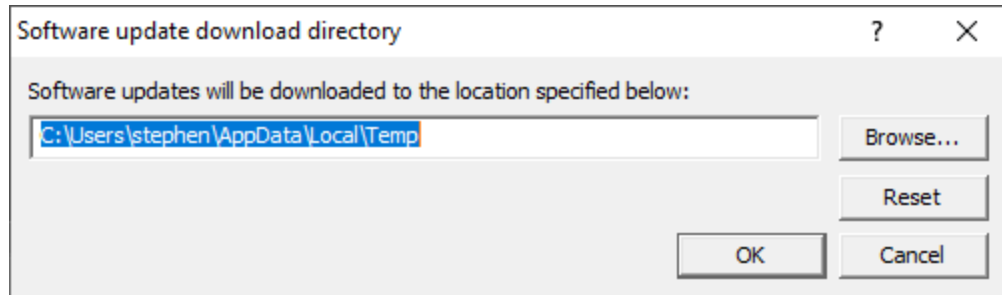 Software update download directory
?
Software updates will be downloaded to the location specified below:
C:\Users\stephen\AppData\Local\Temp
Browse...
Reset
OK
Cancel